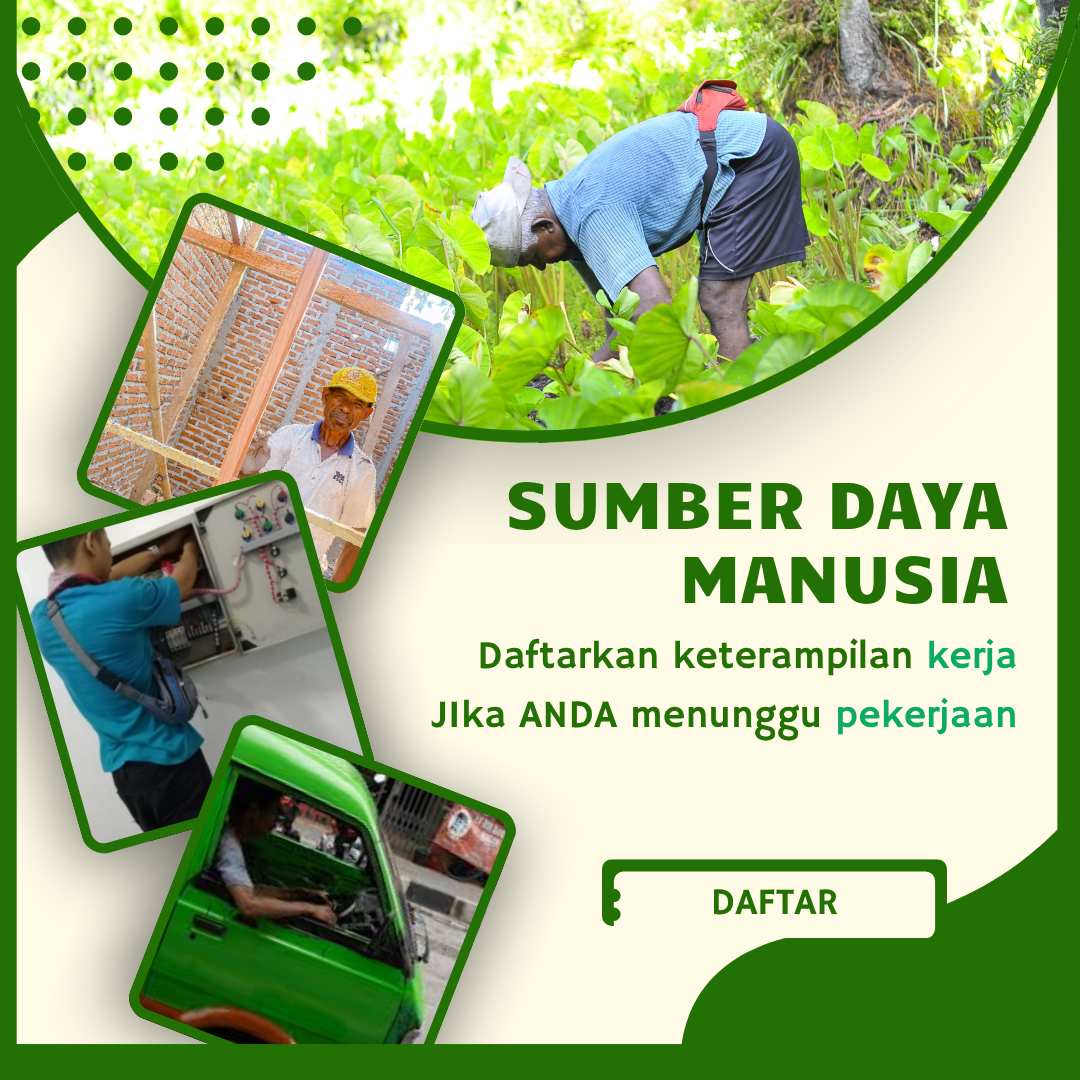 SUMBER DAYA
MANUSIA
Daftarkan keterampilan kerja
JIka ANDA menunggu pekerjaan
DAFTAR